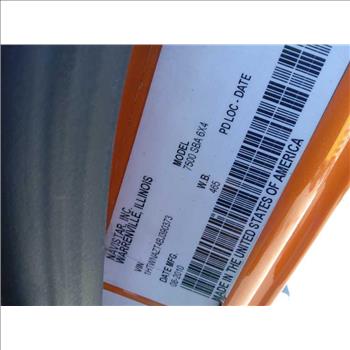 NAVISTAR, INC.
WARRENVILLE, ILLINOIS
VIN
DATE MFG.
08-2010
MODEL
7500 SBA 6X4
W.B.
465
PD LOC - DATE
MADE IN THE UNITED STATES OF AMERICA